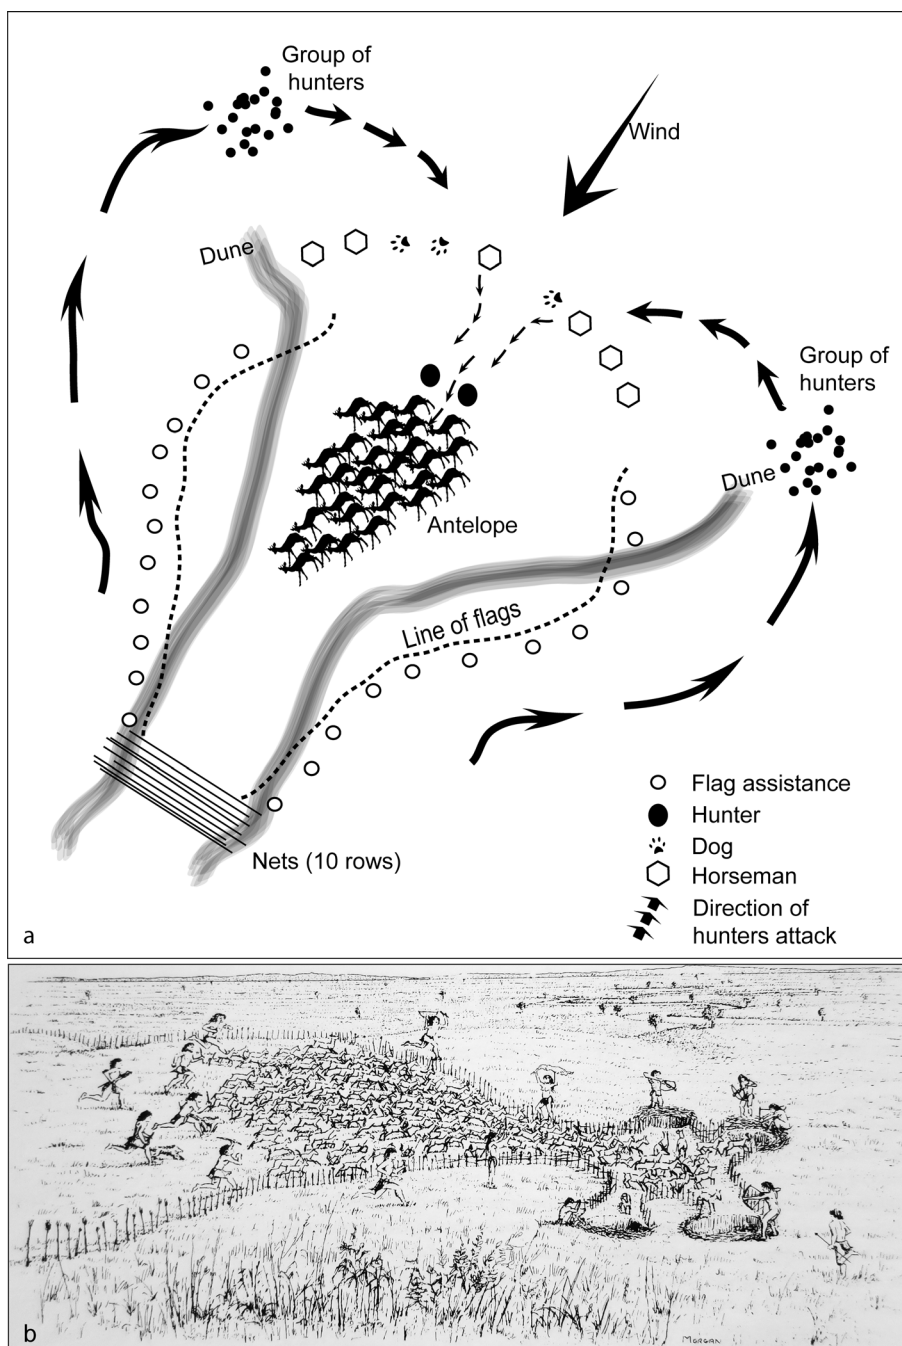 Group of
hunters
Wind
Dune
Group of
hunters
Dune
Antelope
Line of flags
Nets (10 rows)
Flag assistance
Hunter
Dog
Horseman
Direction of
hunters attack
a
b
MORGAN